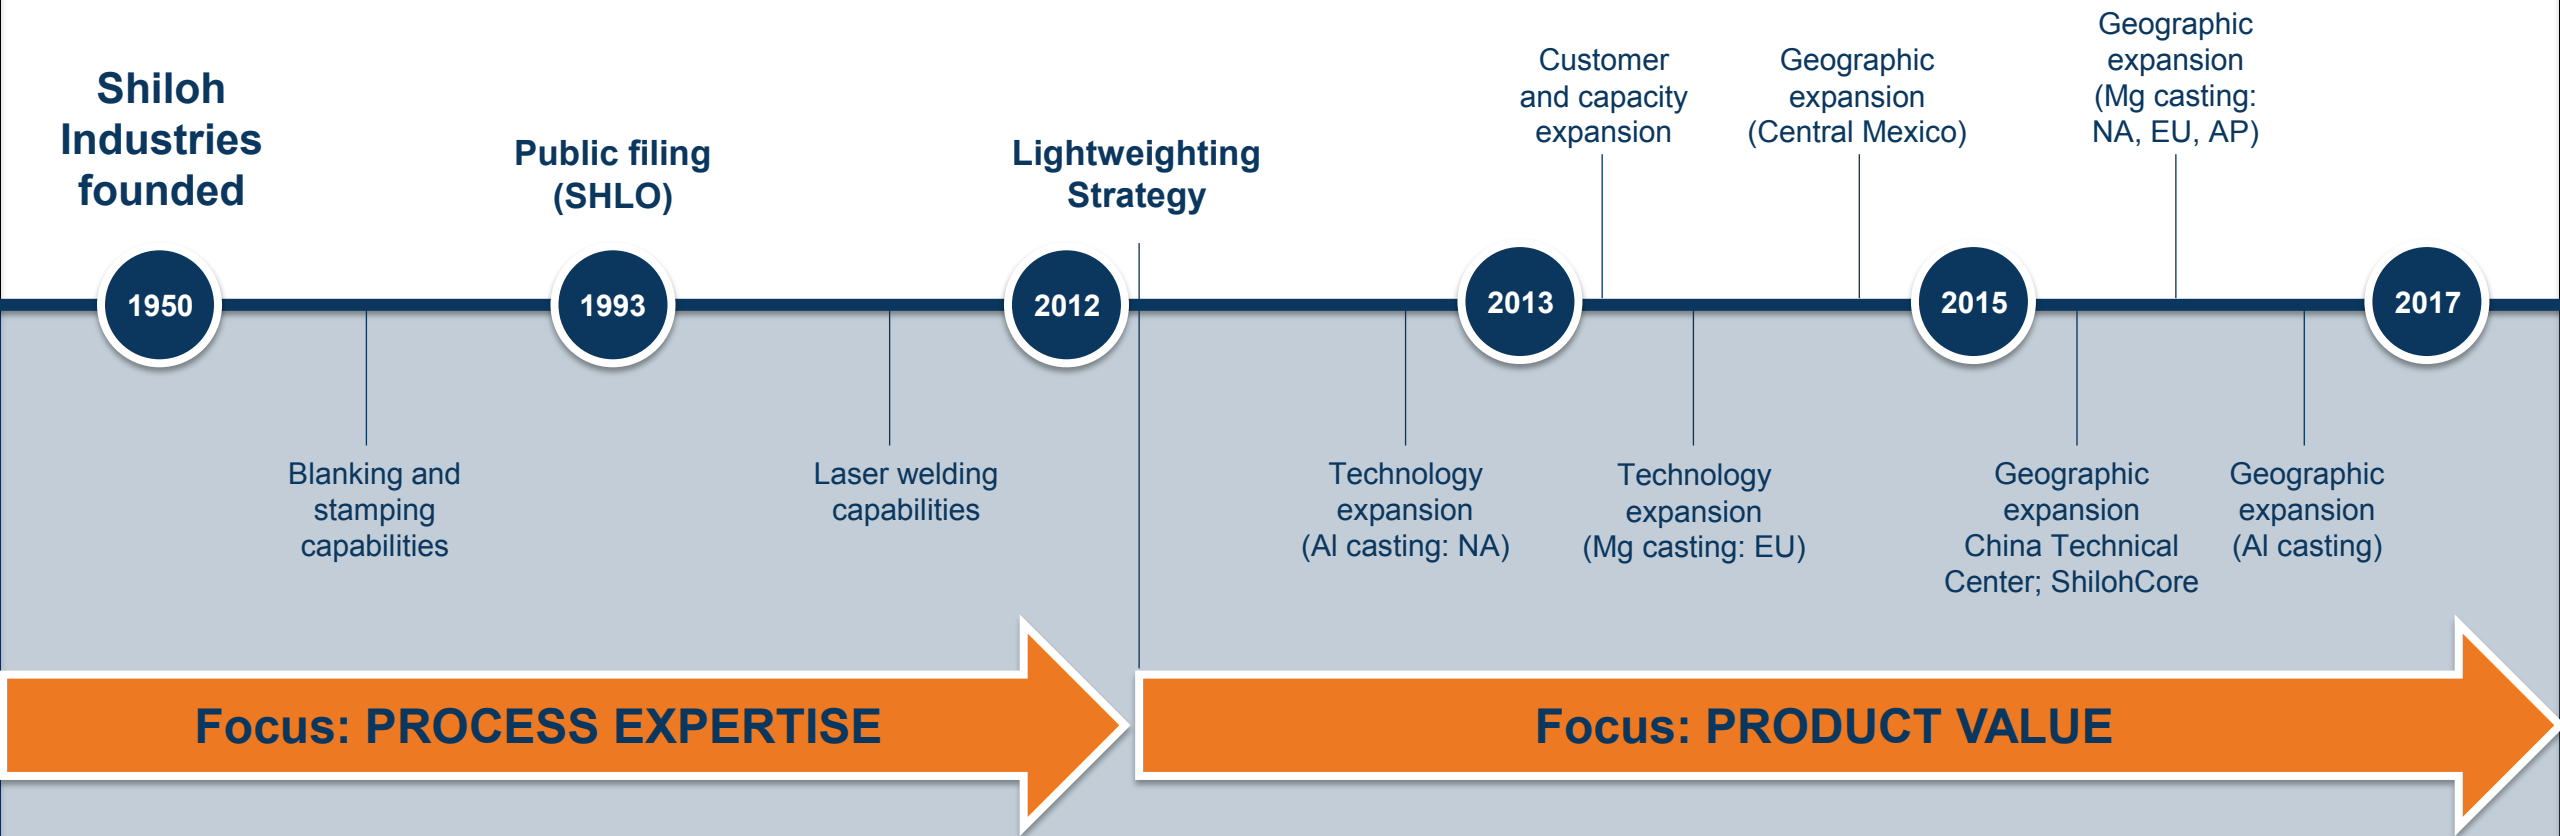 Shiloh
Industries
founded
Public filing
(SHLO)
Lightweighting
Strategy
Customer
and capacity
expansion
Geographic
expansion
(Central Mexico)
Geographic
expansion
(Mg casting:
NA, EU, AP)
1950
1993
2012
2013
2015
2017
Blanking and
stamping
capabilities
Laser welding
capabilities
Technology
expansion
(Al casting: NA)
Technology
expansion
(Mg casting: EU)
Geographic
expansion
China Technical
Center; ShilohCore
Geographic
expansion
(Al casting)
Focus: PROCESS EXPERTISE
Focus: PRODUCT VALUE